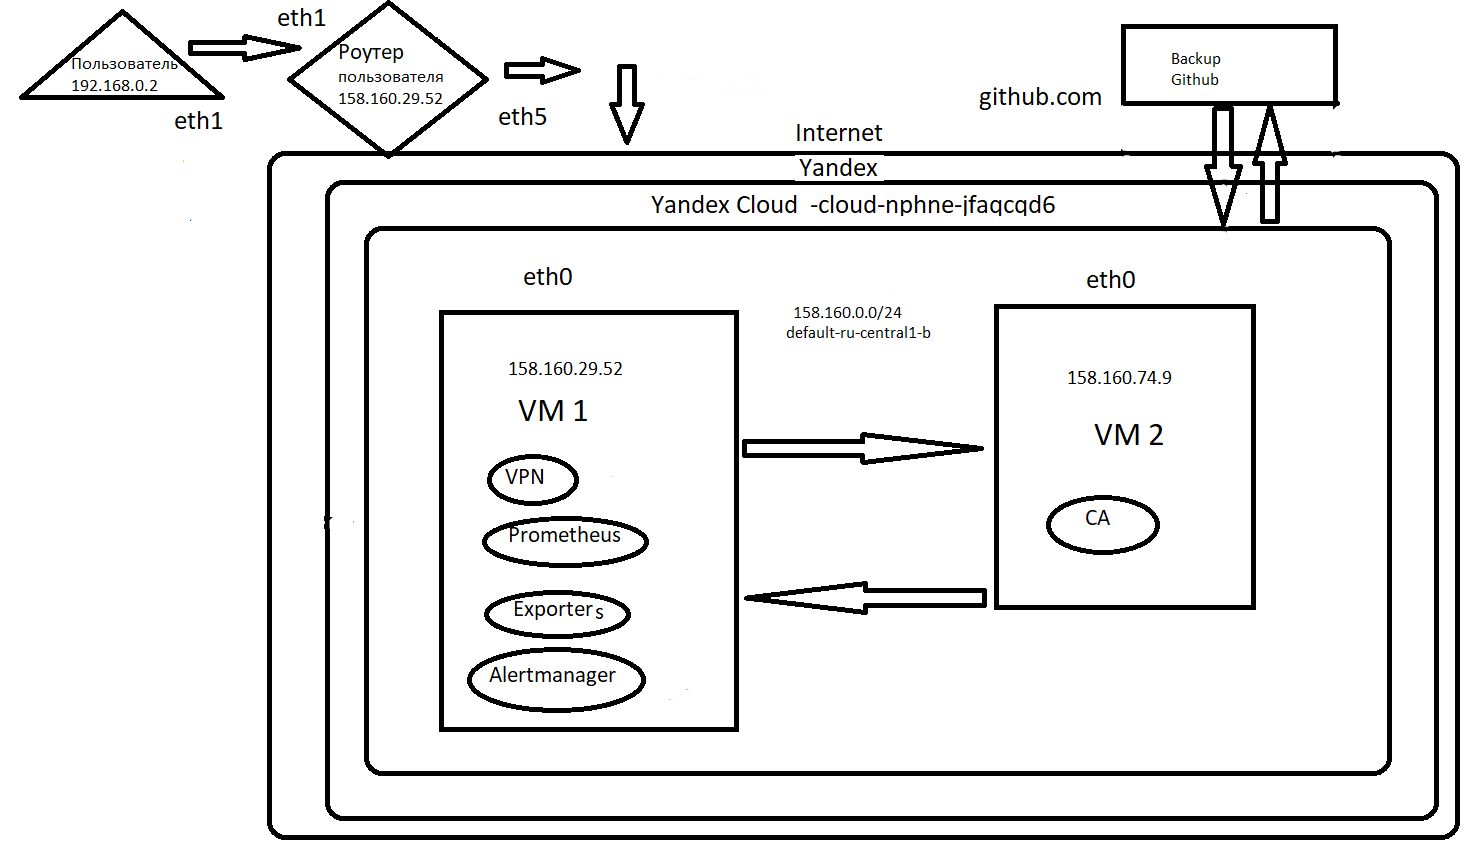 eth1
Пользователь
192.168.0.2
eth1
Роутер
пользователя
158.160.29.52
eth5
Backup
Github
github.com
Internet
Yandex
Yandex Cloud -cloud-nphne-jfaqcqd6
eth0
158.160.29.52
VM 1
VPN
Prometheus
Exporters
Alertmanager
158.160.0.0/24
default-ru-central1-b
eth0
158.160.74.9
VM 2
CA